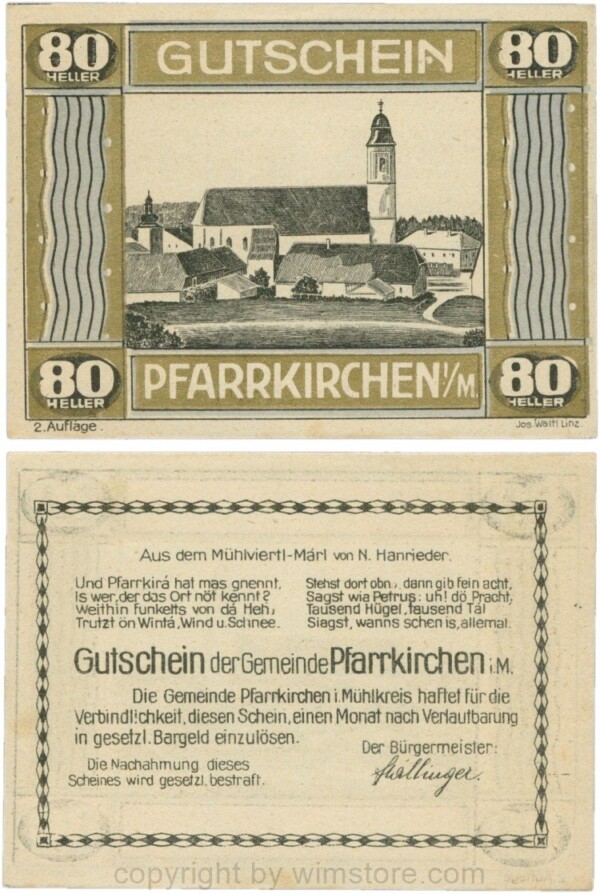 80 HELLER
GUTSCHEIN
80 HELLER
80 HELLER
PFARRKIRCHEN I/M.
80 HELLER
2. Auflage.
Jos. Waltl Linz.
Aus dem Mühlviertl-Márl von N. Hanrieder.
Und Pfarrkirá hat mas gnennt,
Is wer, der das Ort nöt kennt?
Weithin funkelts von dá Heh,
Trutzt ön Wintá, Wind u. Schnee.
Stehst dort obn, dann gib fein acht,
Sagst wia Petrus: uh! dö Pracht,
Tausend Hügel, tausend Tál
Siagst, wanns schen is, allemal.
Gutschein der Gemeinde Pfarrkirchen i. M.
Die Gemeinde Pfarrkirchen i. Mühlkreis haftet für die
Verbindlichkeit, diesen Schein, einen Monat nach Verlautbarung
in gesetzl. Bargeld einzulösen.
Der Bürgermeister:
Die Nachahmung dieses
Scheines wird gesetzl. bestraft.
copyright by wimstore.com